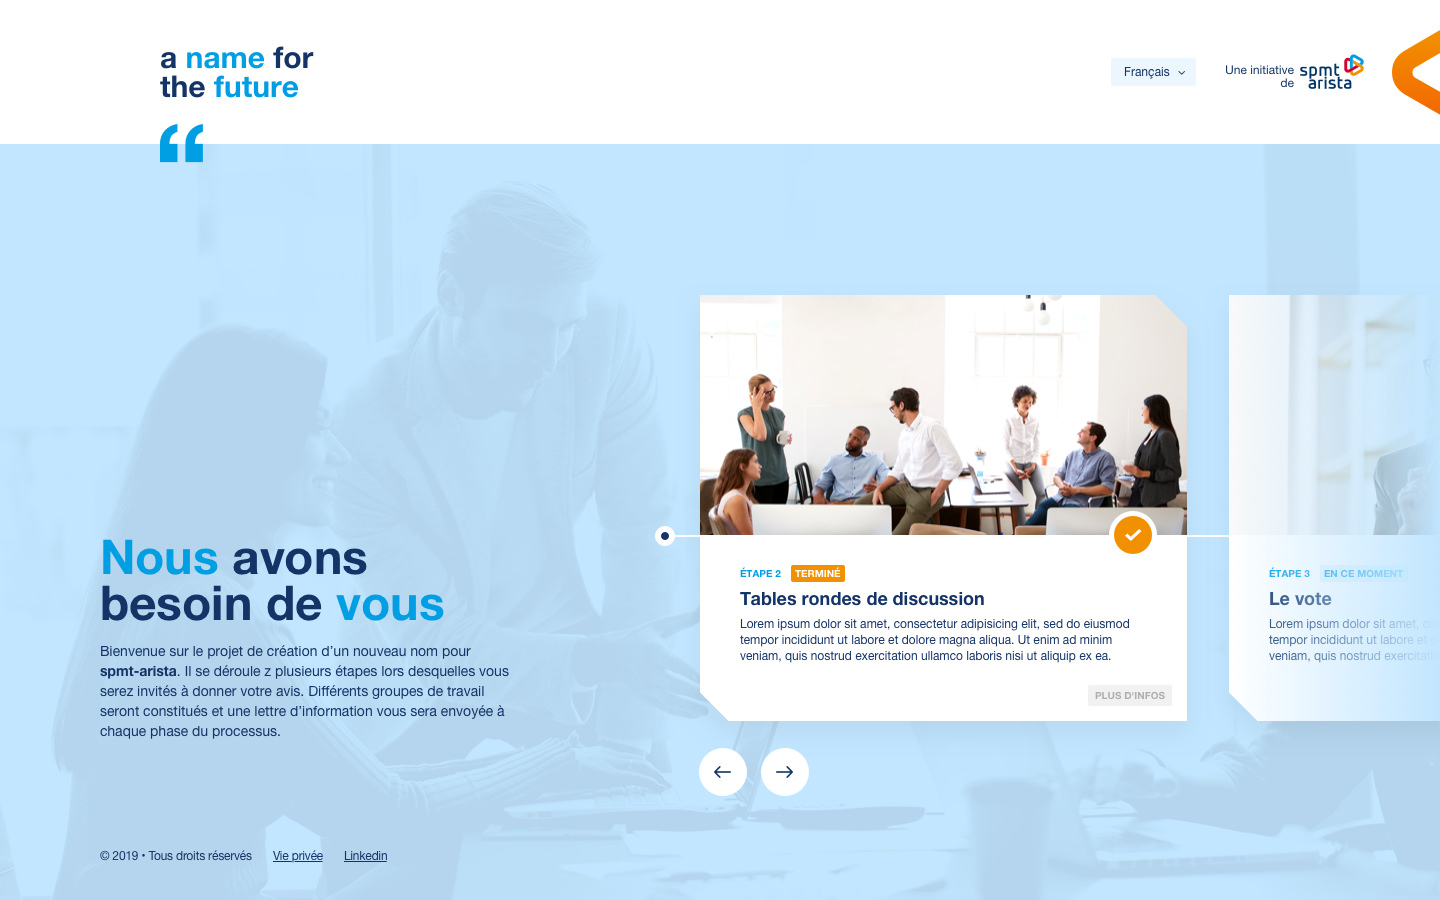 a name for
the future
Français
Une initiative
de
spmt
arista
“
Nous avons
besoin de vous
Bienvenue sur le projet de création d’un nouveau nom pour
spmt-arista. Il se déroule z plusieurs étapes lors desquelles vous
serez invités à donner votre avis. Différents groupes de travail
seront constitués et une lettre d’information vous sera envoyée à
chaque phase du processus.
ÉTAPE 2 TERMINÉ
Tables rondes de discussion
Lorem ipsum dolor sit amet, consectetur adipisicing elit, sed do eiusmod
tempor incididunt ut labore et dolore magna aliqua. Ut enim ad minim
veniam, quis nostrud exercitation ullamco laboris nisi ut aliquip ex ea.
PLUS D’INFOS
ÉTAPE 3 EN CE MOMENT
Le vote
Lorem ipsum dolor sit amet,
tempor incididunt ut labore et
veniam, quis nostrud
© 2019 • Tous droits réservés Vie privée Linkedin